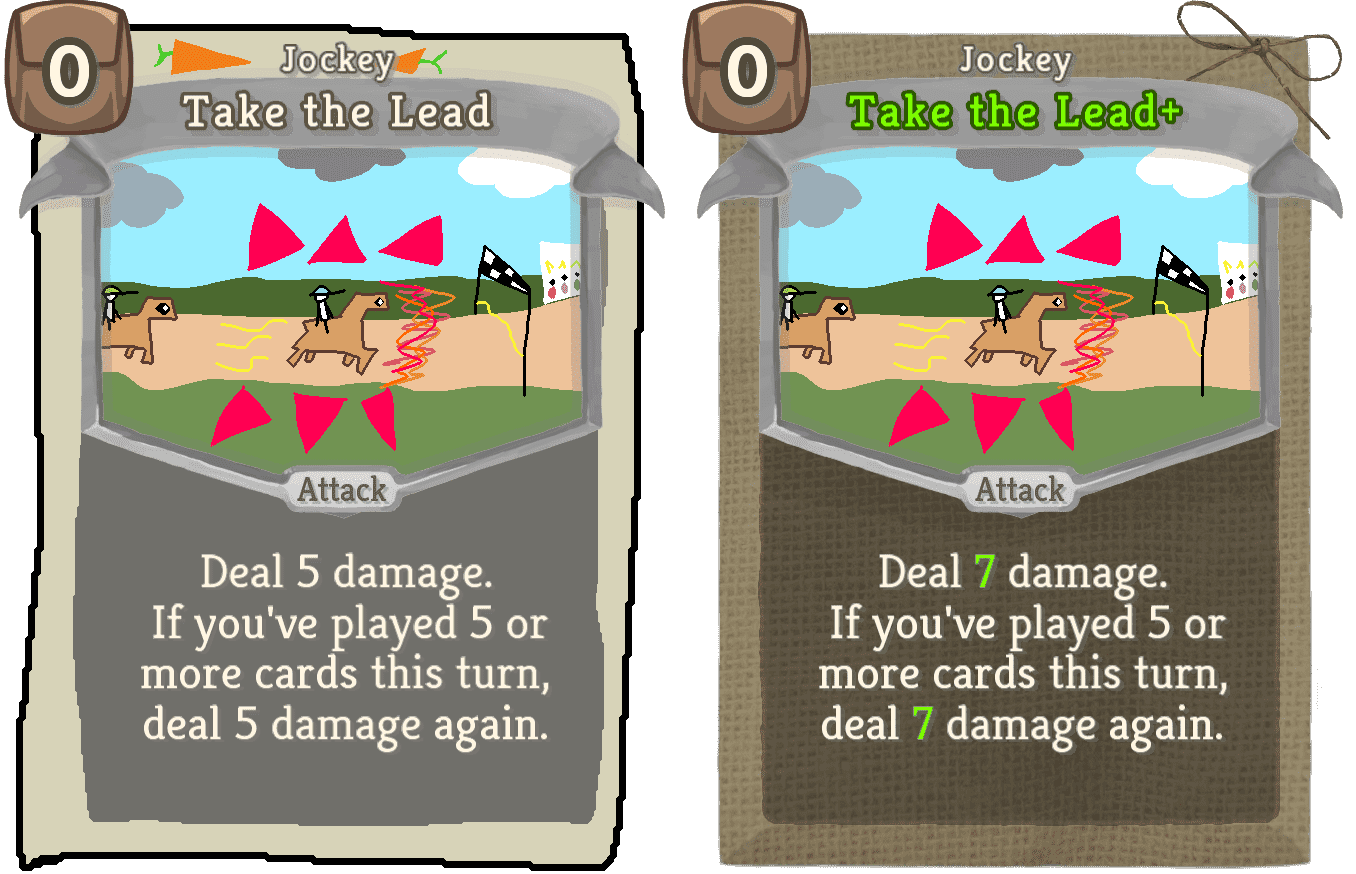 0
Jockey
Take the Lead
Attack
Deal 5 damage.
If you've played 5 or
more cards this turn,
deal 5 damage again.
0
Jockey
Take the Lead+
Attack
Deal 7 damage.
If you've played 5 or
more cards this turn,
deal 7 damage again.